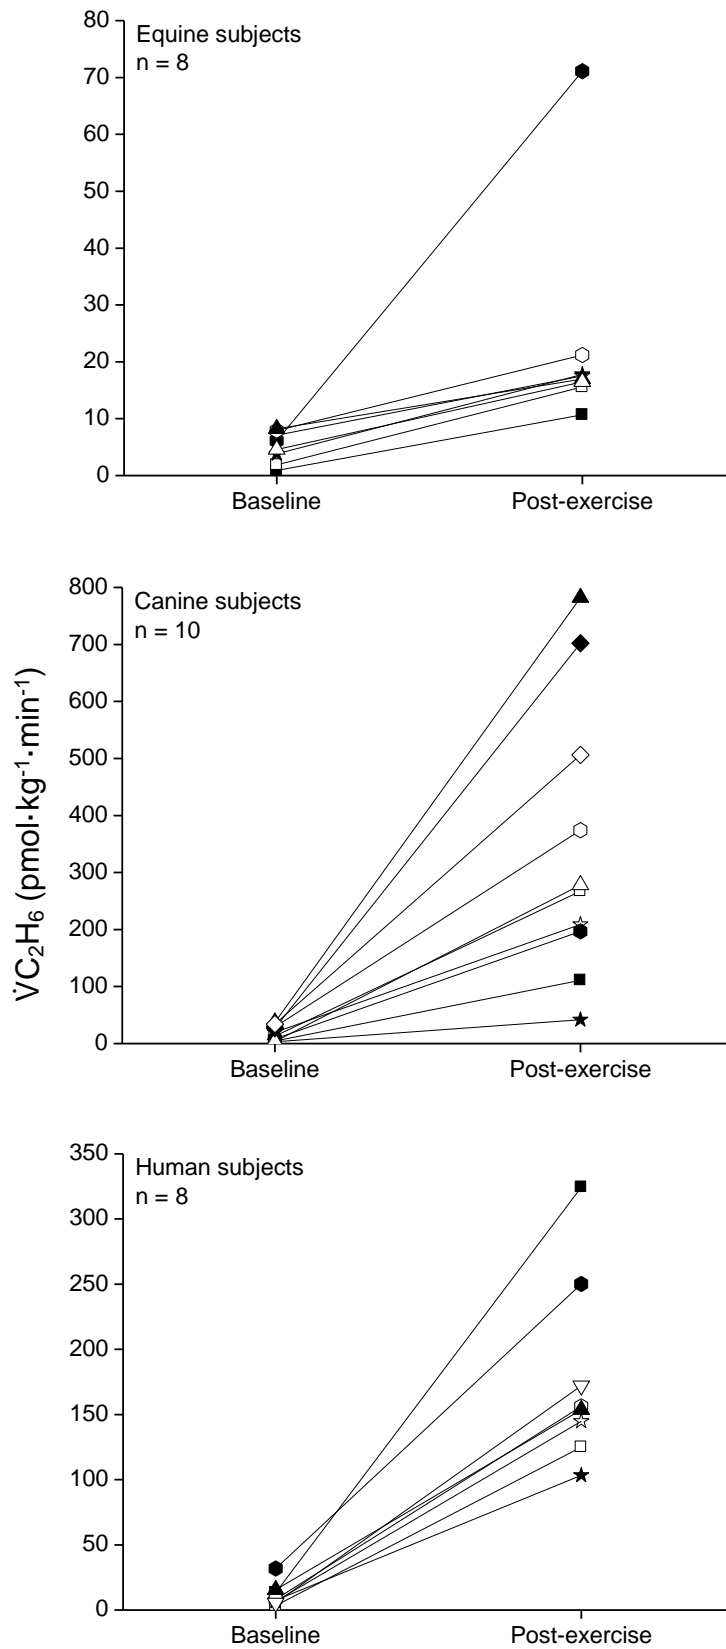 80
Equine subjects
n = 8
70
60
50
40
30
20
10
0
Baseline Post-exercise
800
Canine subjects
n = 10
700
600
500
400
300
200
100
0
Baseline Post-exercise
V̇C₂H₆ (pmol·kg⁻¹·min⁻¹)
350
Human subjects
n = 8
300
250
200
150
100
50
0
Baseline Post-exercise